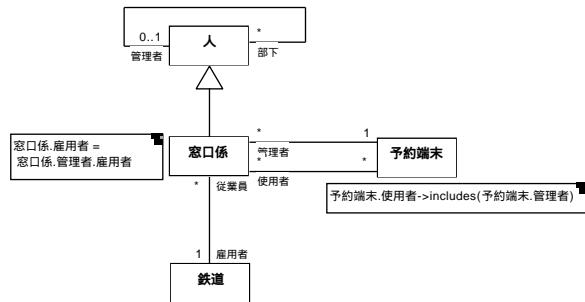 人
0..1
*
管理者
部下
窓口係.雇用者 =
窓口係.管理者.雇用者
窓口係
*
管理者
1
*
使用者
*
予約端末
*
従業員
予約端末.使用者->includes(予約端末.管理者)
1
雇用者
鉄道